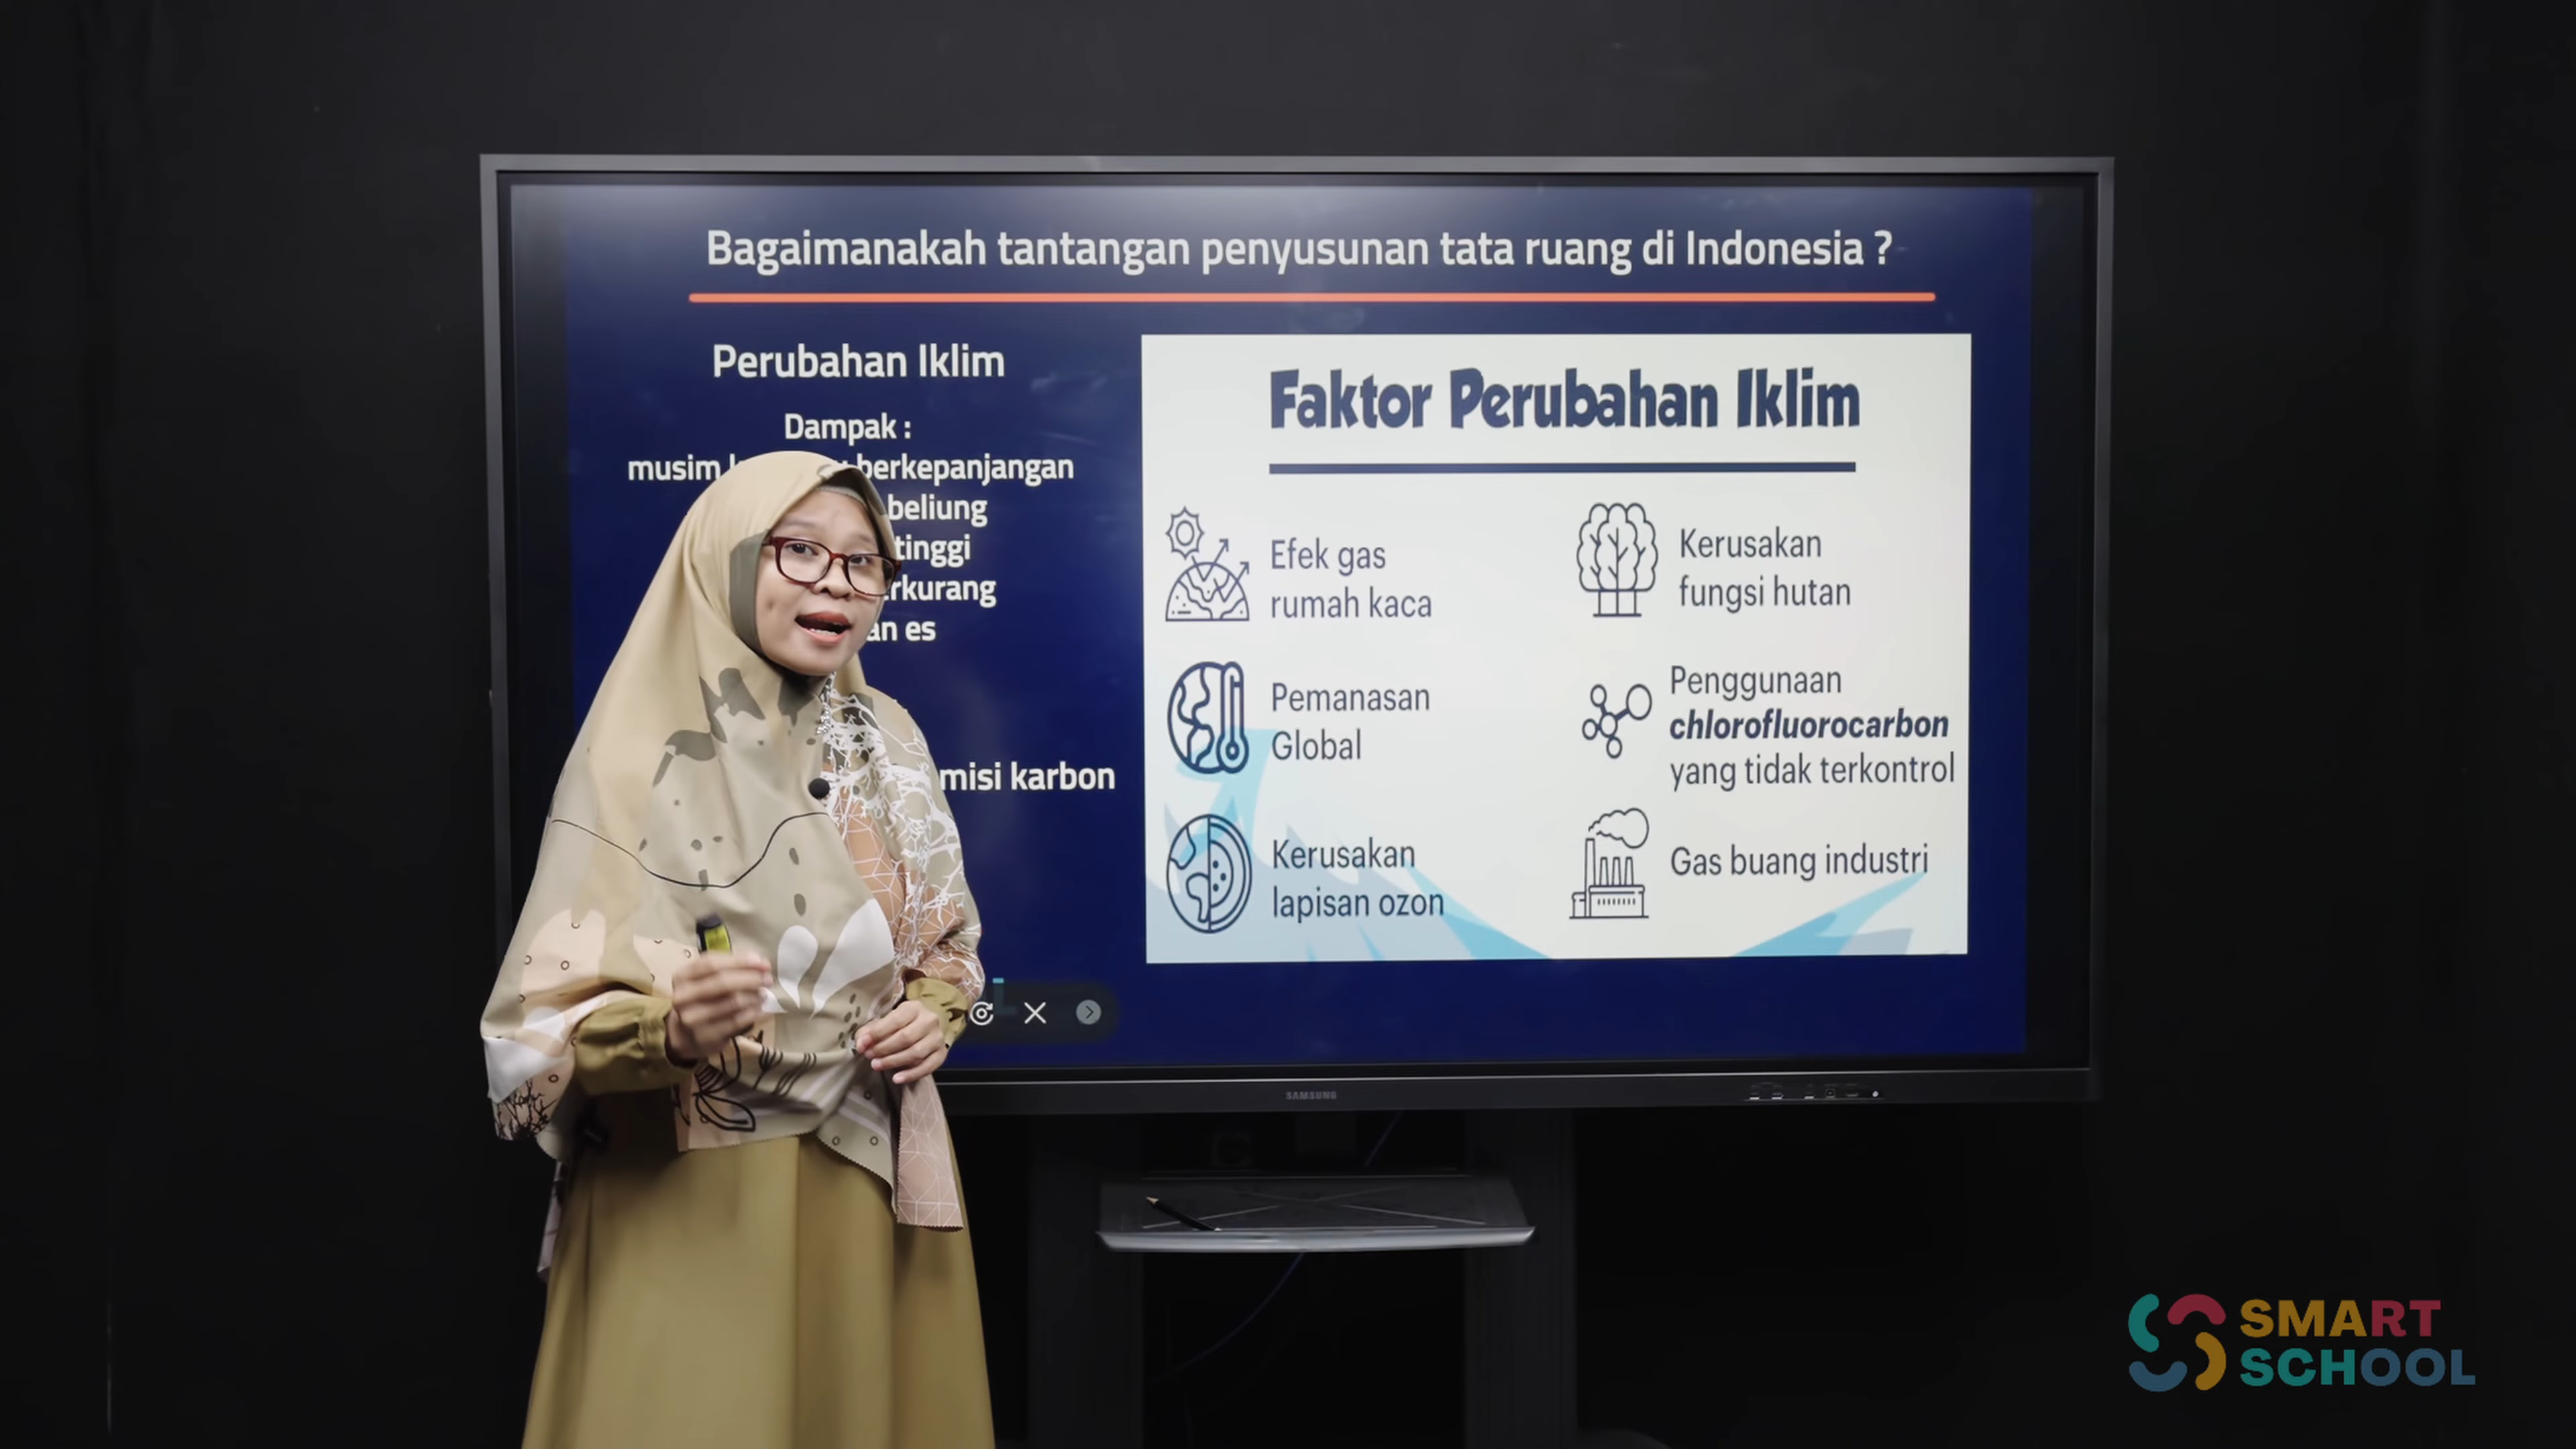 Bagaimanakah tantangan penyusunan tata ruang di Indonesia ?
Perubahan Iklim
Dampak :
musim berkepanjangan
beliung
tinggi
an es
misi karbon
Faktor Perubahan Iklim
Efek gas
rumah kaca
Pemanasan
Global
Kerusakan
lapisan ozon
Kerusakan
fungsi hutan
Penggunaan
chlorofluorocarbon
yang tidak terkontrol
Gas buang industri
SAMSUNG
SMART
SCHOOL